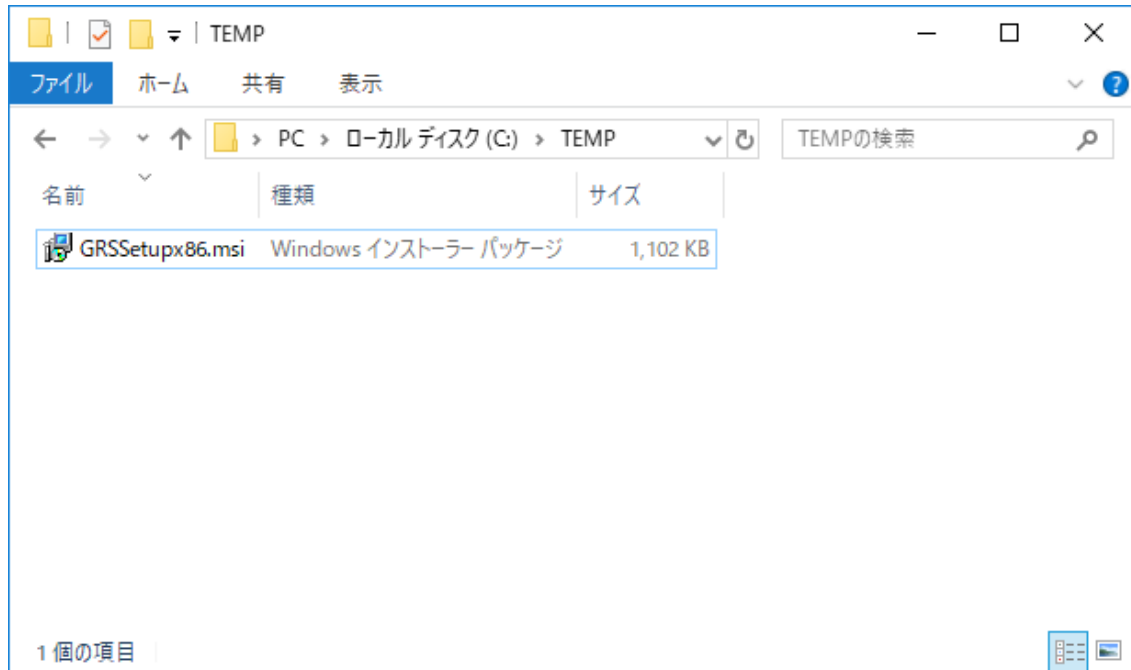 TEMP
ファイル ホーム 共有 表示
PC ローカル ディスク (C:) TEMP TEMPの検索
名前 種類 サイズ
GRSSetupx86.msi Windows インストーラー パッケージ 1,102 KB
1 個の項目